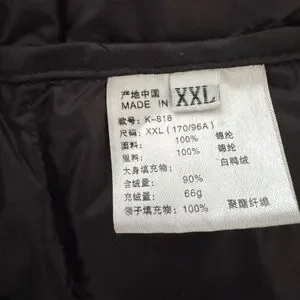 产地中国
MADE IN XXL
款号: K-818
尺码: XXL (170/96A)
面料: 100% 锦纶
里料: 100% 锦纶
大身填充物: 白鸭绒
含绒量: 90%
充绒量: 66g
领子填充物: 100% 聚酯纤维